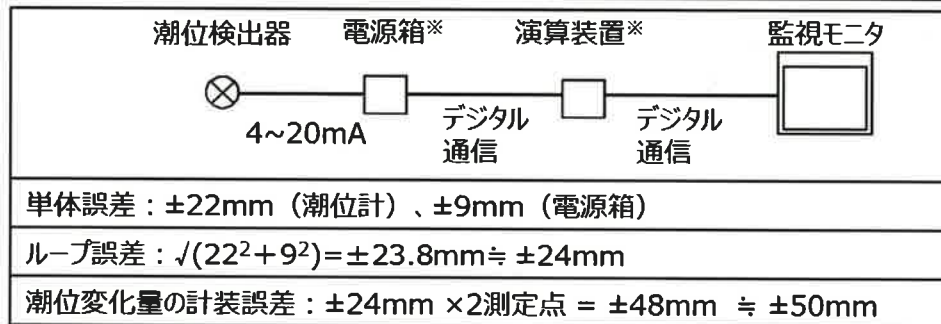 潮位検出器 電源箱※ 演算装置※ 監視モニタ
4~20mA
デジタル
通信
デジタル
通信
単体誤差：±22mm（潮位計）、±9mm（電源箱）
ループ誤差：√(22²+9²)=±23.8mm≒ ±24mm
潮位変化量の計装誤差：±24mm ×2測定点 = ±48mm ≒ ±50mm